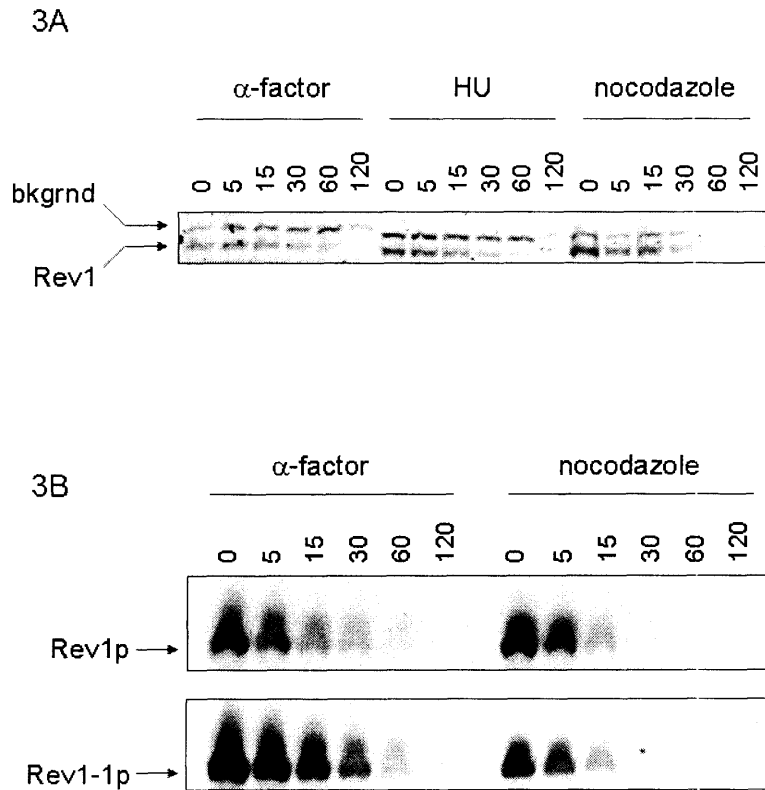 3A
α-factor HU nocodazole
0 5 15 30 60 120 0 5 15 30 60 120 0 5 15 30 60 120
bkgrnd
Rev1
3B
α-factor nocodazole
0 5 15 30 60 120 0 5 15 30 60 120
Rev1p
Rev1-1p